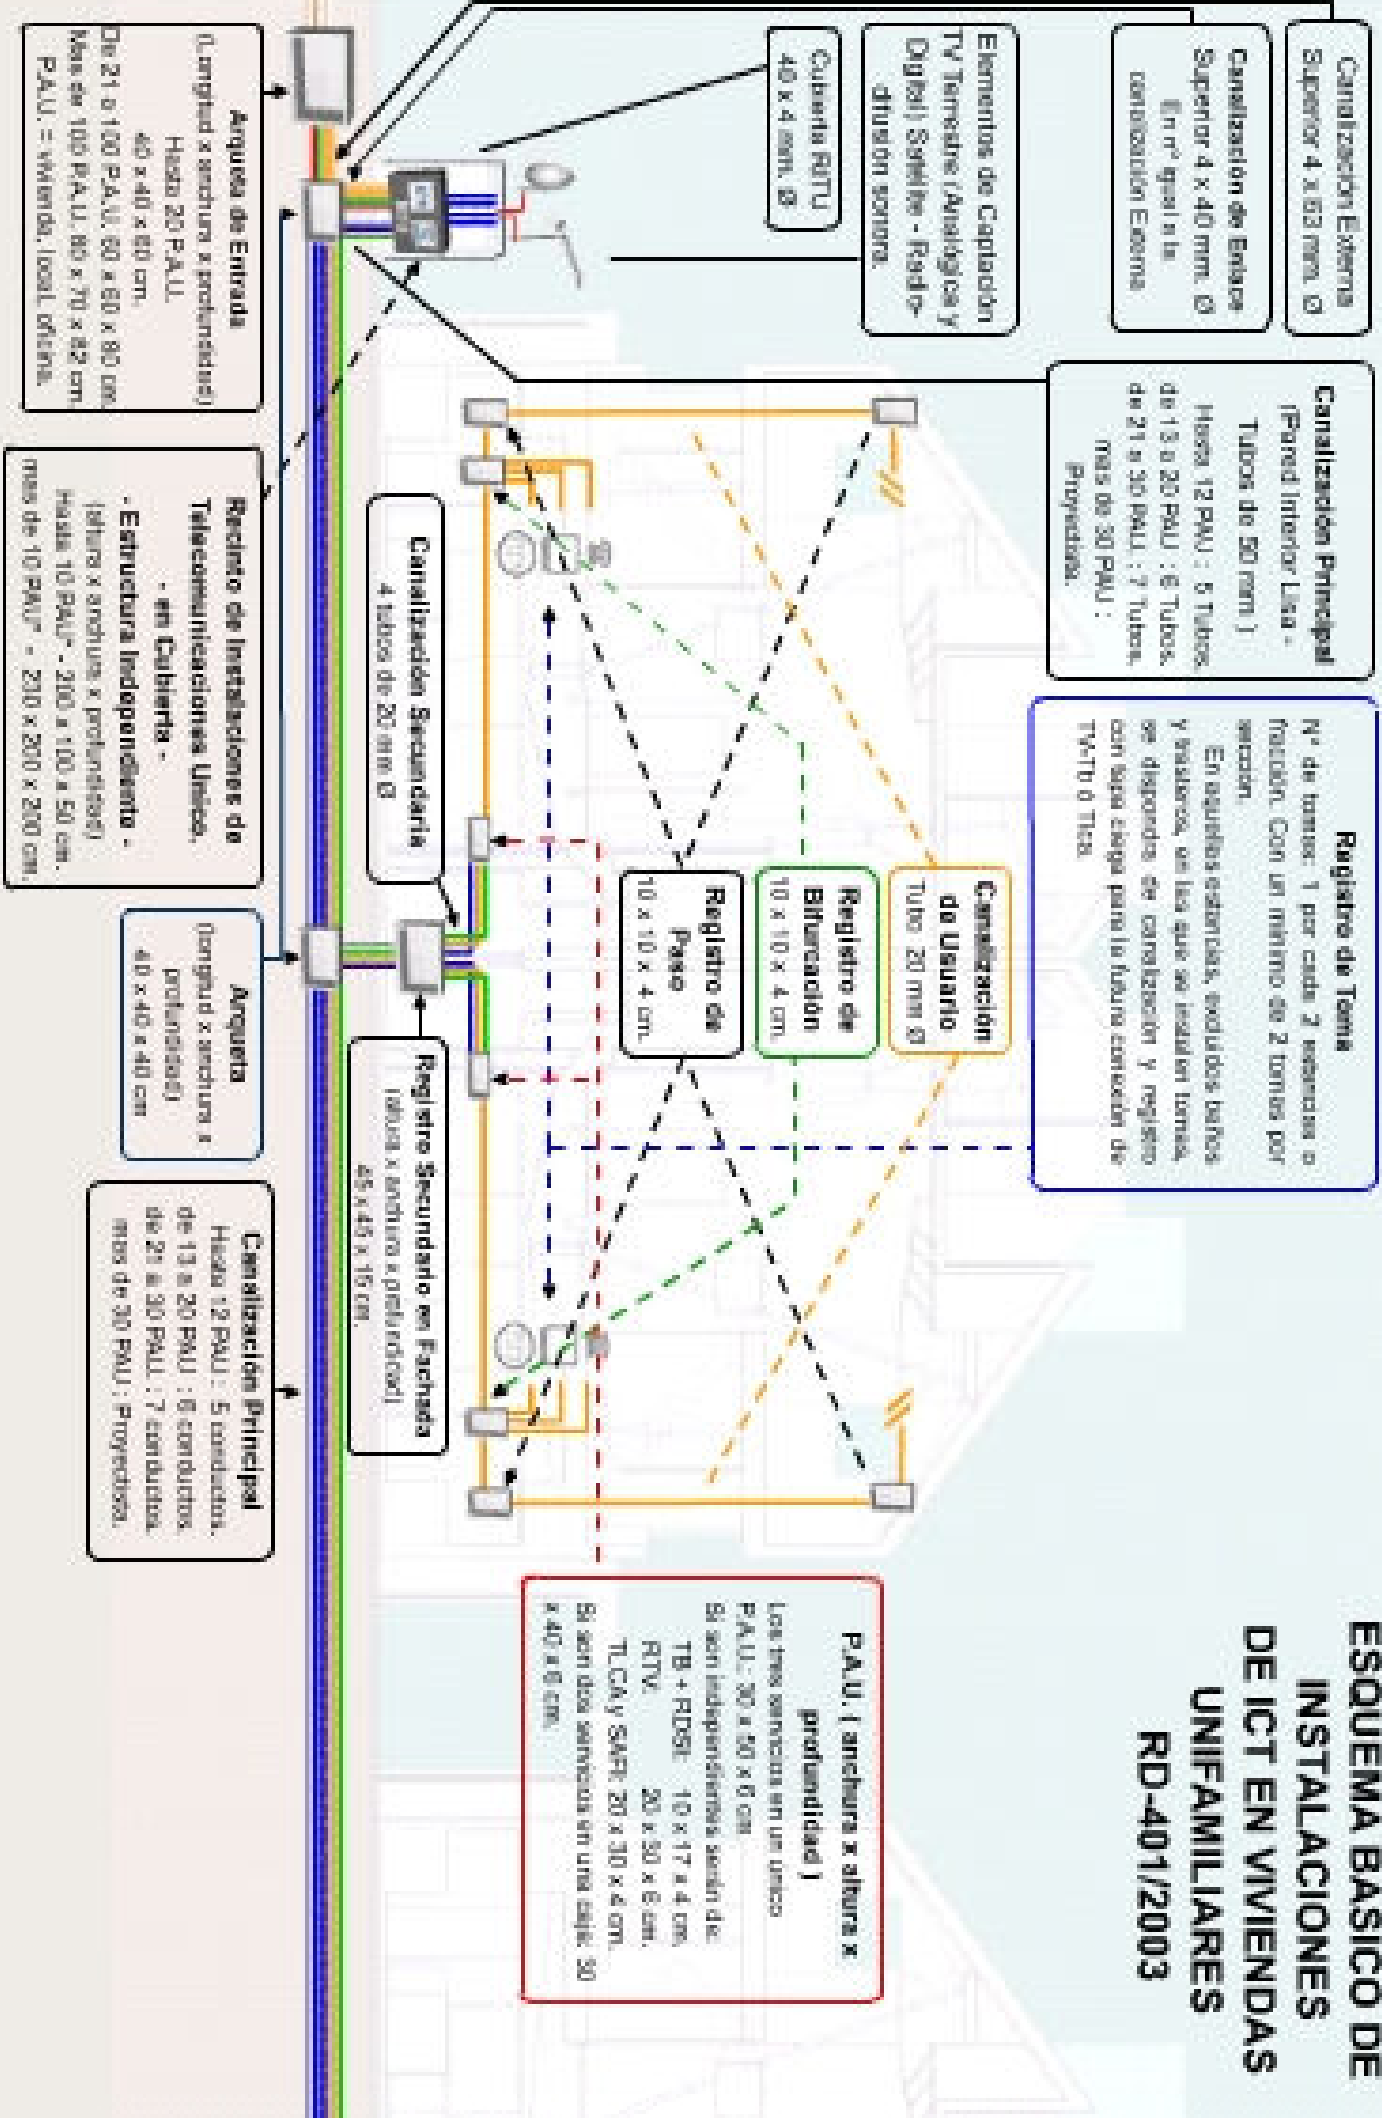 ESQUEMA BASICO DE
INSTALACIONES
DE ICT EN VIVIENDAS
UNIFAMILIARES
RD-401/2003
Canalización Externa
Superior 4 x 63 mm. Ø
Canalización de Enlace
Superior 4 x 40 mm. Ø
En nº igual a la
canalización Externa
Elementos de Captación
TV Terrestre (Analógica y
Digital) Satélite - Radio-
difusión sonora.
Cubierta RITU
40 x 4 mm. Ø
Canalización Principal
(Pared Interior Lisa -
Tubos de 50 mm )
Hasta 12 PAU : 5 Tubos.
de 13 a 20 PAU : 6 Tubos.
de 21 a 30 PAU : 7 Tubos.
mas de 30 PAU :
Proyectista.
Registro de Toma
Nº de tomas: 1 por cada 2 estancias o
fracción. Con un mínimo de 2 tomas por
sección.
En aquellas estancias, excluidos baños
y trasteros, en las que no se instalen tomas,
se dispondrá de canalización y registro
con tapa ciega para la futura conexión de
TV-Tb ó Tlca.
Canalización
de Usuario
Tubo 20 mm Ø
Registro de
Bifurcación
10 x 10 x 4 cm.
Registro de
Paso
10 x 10 x 4 cm.
P.A.U. ( anchura x altura x
profundidad )
Los tres servicios en un único
P.A.U.: 30 x 50 x 6 cm
Si son independientes serán de:
TB + RDSI: 10 x 17 x 4 cm.
RTV: 20 x 30 x 6 cm.
TLCA y SAFI: 20 x 30 x 4 cm.
Si son dos servicios en una caja: 30
x 40 x 6 cm.
Canalización Secundaria
4 tubos de 20 mm Ø
Registro Secundario en Fachada
(altura x anchura x profundidad)
45 x 45 x 15 cm.
Arqueta de Entrada
(Longitud x anchura x profundidad)
Hasta 20 P.A.U.
40 x 40 x 60 cm.
De 21 a 100 P.A.U. 60 x 60 x 80 cm.
Mas de 100 P.A.U. 80 x 70 x 82 cm.
P.A.U. = vivienda, local, oficina.
Recinto de Instalaciones de
Telecomunicaciones Unico.
- en Cubierta -
- Estructura Independiente -
(altura x anchura x profundidad)
Hasta 10 PAU" - 200 x 100 x 50 cm.
mas de 10 PAU" - 230 x 200 x 200 cm.
Arqueta
(longitud x anchura x
profundidad)
40 x 40 x 40 cm
Canalización Principal
Hasta 12 PAU : 5 conductos.
de 13 a 20 PAU : 6 conductos.
de 21 a 30 PAU : 7 conductos.
mas de 30 PAU : Proyectista.